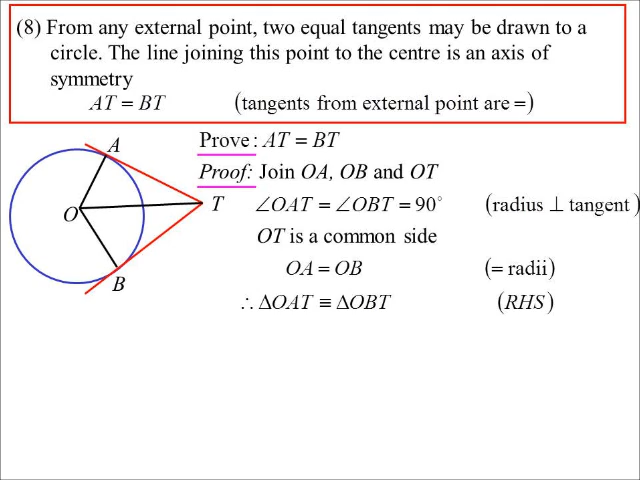 (8) From any external point, two equal tangents may be drawn to a
circle. The line joining this point to the centre is an axis of
symmetry
AT = BT (tangents from external point are =)
A
O
T
B
Prove: AT = BT
Proof: Join OA, OB and OT
∠OAT = ∠OBT = 90° (radius ⊥ tangent)
OT is a common side
OA = OB (= radii)
∴ ΔOAT ≡ ΔOBT (RHS)